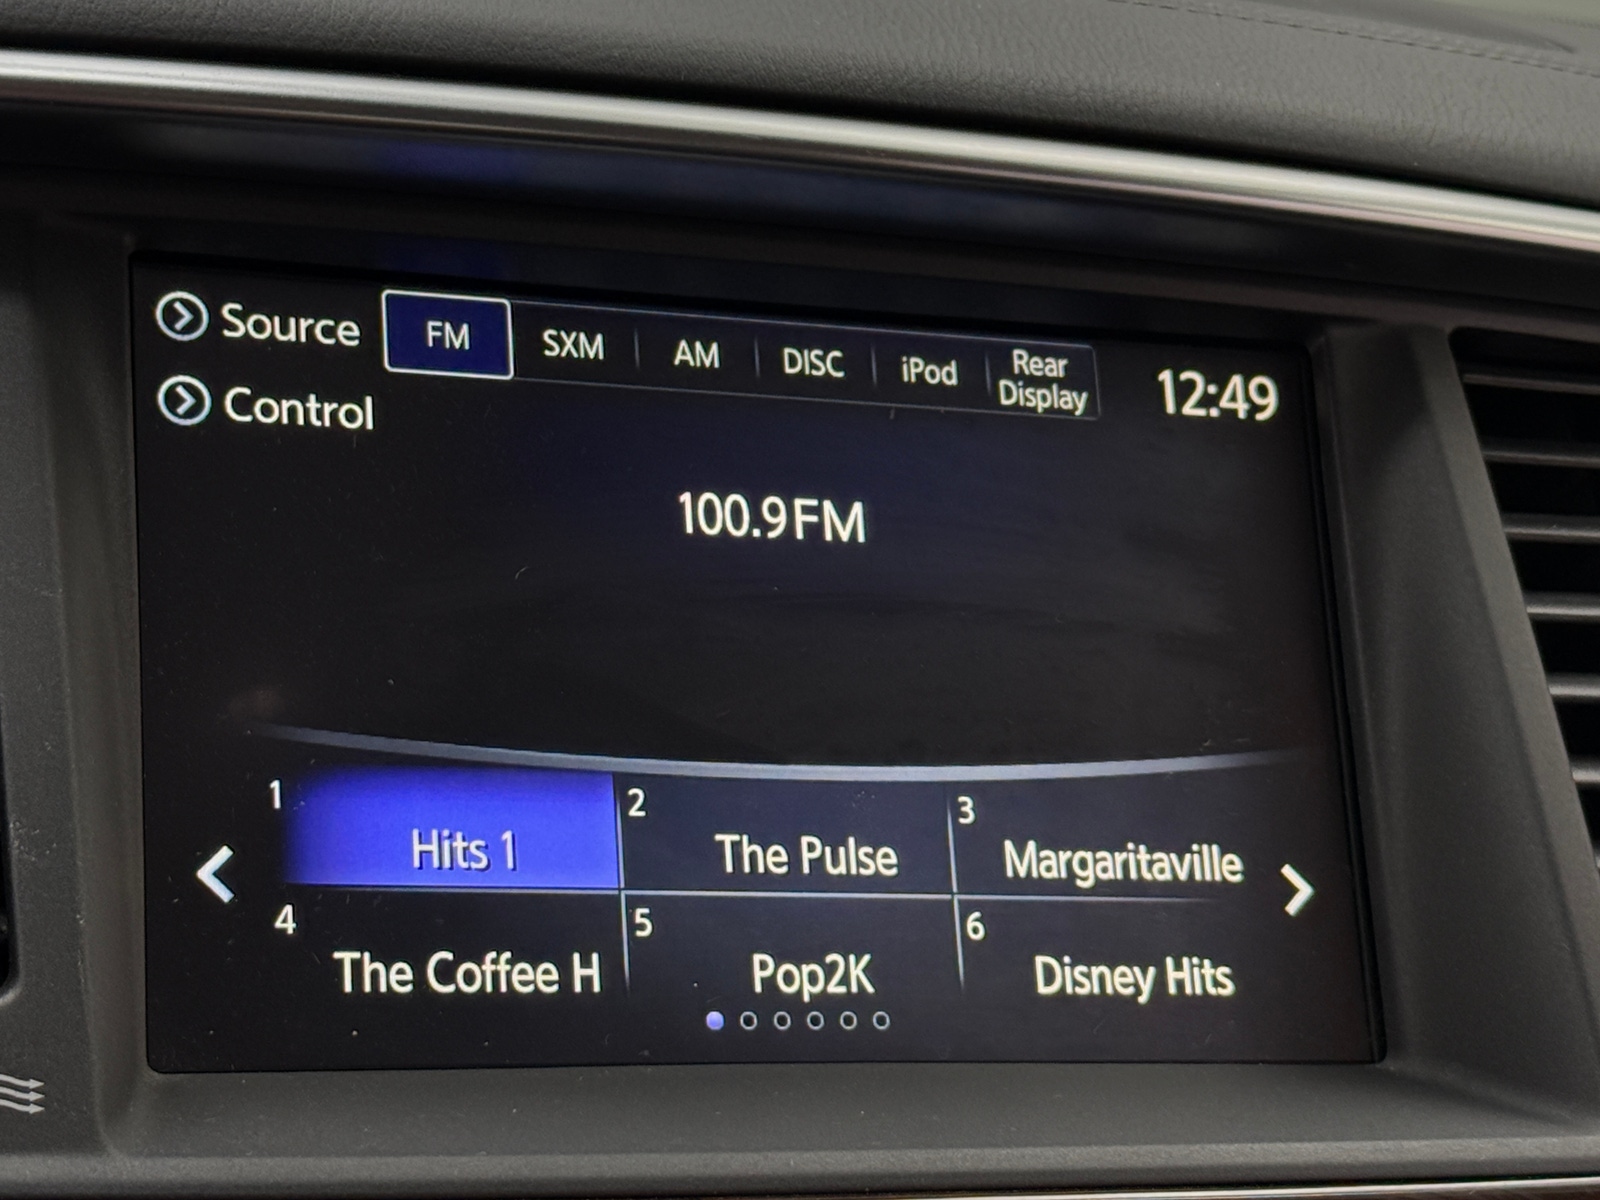 Source
FM
SXM
AM
DISC
iPod
Rear
Display
12:49
Control
100.9FM
1
Hits 1
2
The Pulse
3
Margaritaville
4
The Coffee H
5
Pop2K
6
Disney Hits